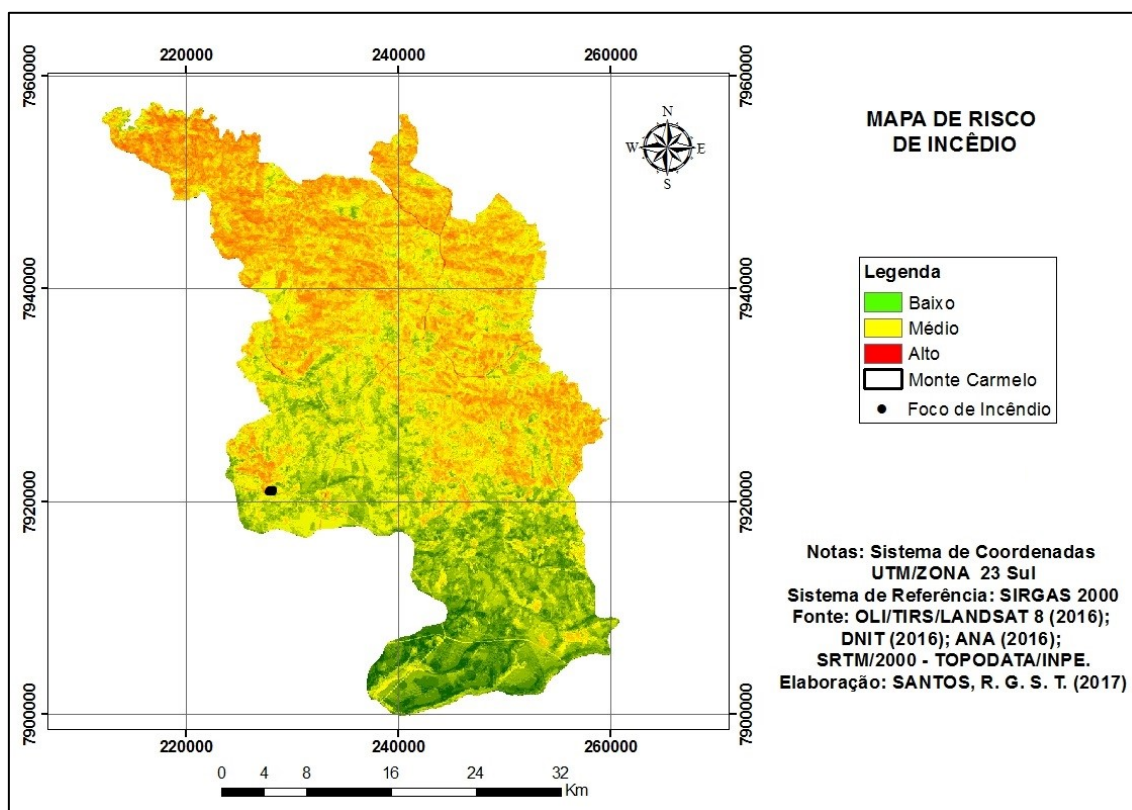 220000 240000 260000
7960000 7960000
7940000 7940000
7920000 7920000
7900000 7900000
220000 240000 260000
N
W E
S
0 4 8 16 24 32
Km
MAPA DE RISCO
DE INCÊDIO
Legenda
Baixo
Médio
Alto
Monte Carmelo
Foco de Incêndio
Notas: Sistema de Coordenadas
UTM/ZONA 23 Sul
Sistema de Referência: SIRGAS 2000
Fonte: OLI/TIRS/LANDSAT 8 (2016);
DNIT (2016); ANA (2016);
SRTM/2000 - TOPODATA/INPE.
Elaboração: SANTOS, R. G. S. T. (2017)